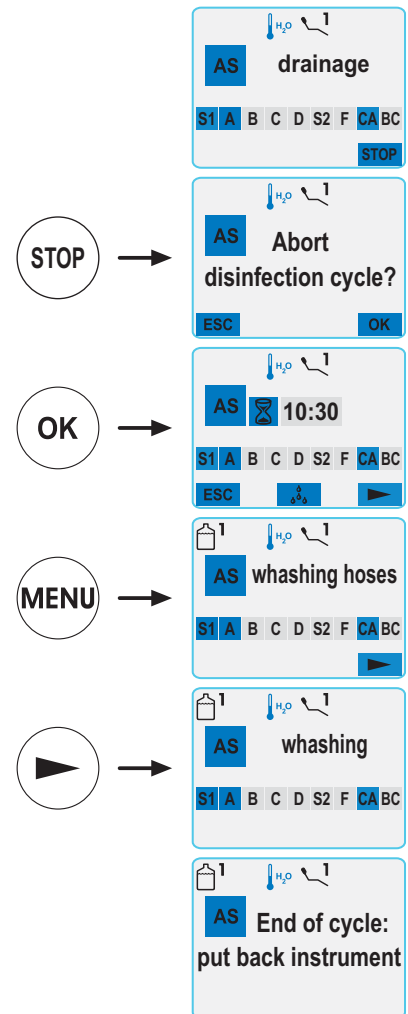 H2O 1
AS drainage
S1 A B C D S2 F CA BC
STOP
STOP
H2O 1
AS Abort
disinfection cycle?
ESC OK
OK
H2O 1
AS 10:30
S1 A B C D S2 F CA BC
ESC
MENU
1 H2O 1
AS whashing hoses
S1 A B C D S2 F CA BC
1 H2O 1
AS whashing
S1 A B C D S2 F CA BC
1 H2O 1
AS End of cycle:
put back instrument